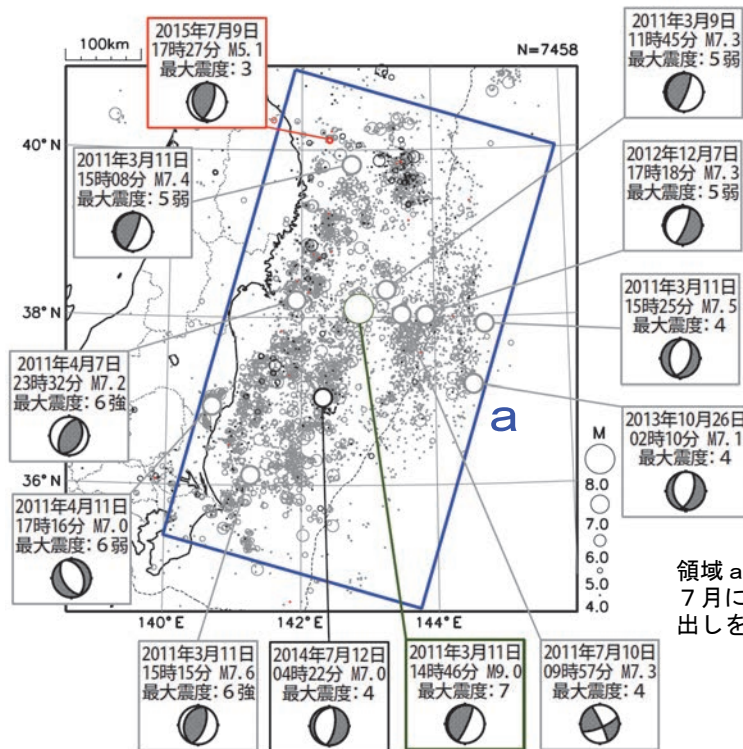 100km
N=7458
2015年7月9日
17時27分 M5.1
最大震度:3
2011年3月9日
11時45分 M7.3
最大震度:5弱
40°N
2011年3月11日
15時08分 M7.4
最大震度:5弱
2012年12月7日
17時18分 M7.3
最大震度:5弱
38°N
2011年3月11日
15時25分 M7.5
最大震度:4
2011年4月7日
23時32分 M7.2
最大震度:6強
a
2013年10月26日
02時10分 M7.1
最大震度:4
M
8.0
7.0
6.0
5.0
4.0
36°N
2011年4月11日
17時16分 M7.0
最大震度:6弱
140°E
142°E
144°E
領域a
7月に
出しを
2011年3月11日
15時15分 M7.6
最大震度:6強
2014年7月12日
04時22分 M7.0
最大震度:4
2011年3月11日
14時46分 M9.0
最大震度:7
2011年7月10日
09時57分 M7.3
最大震度:4